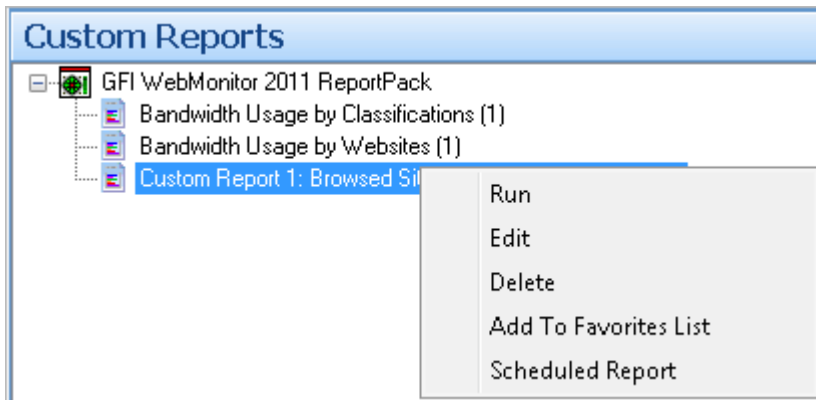 Custom Reports
GFI WebMonitor 2011 ReportPack
Bandwidth Usage by Classifications (1)
Bandwidth Usage by Websites (1)
Custom Report 1: Browsed
Run
Edit
Delete
Add To Favorites List
Scheduled Report